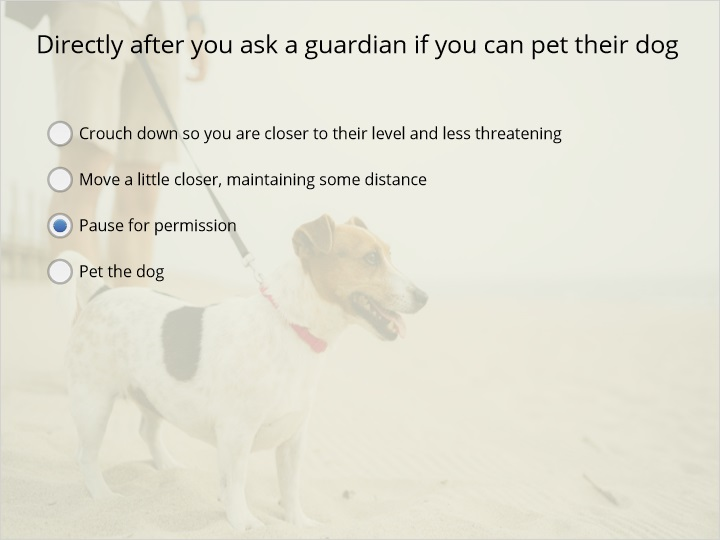 Directly after you ask a guardian if you can pet their dog
Crouch down so you are closer to their level and less threatening
Move a little closer, maintaining some distance
Pause for permission
Pet the dog